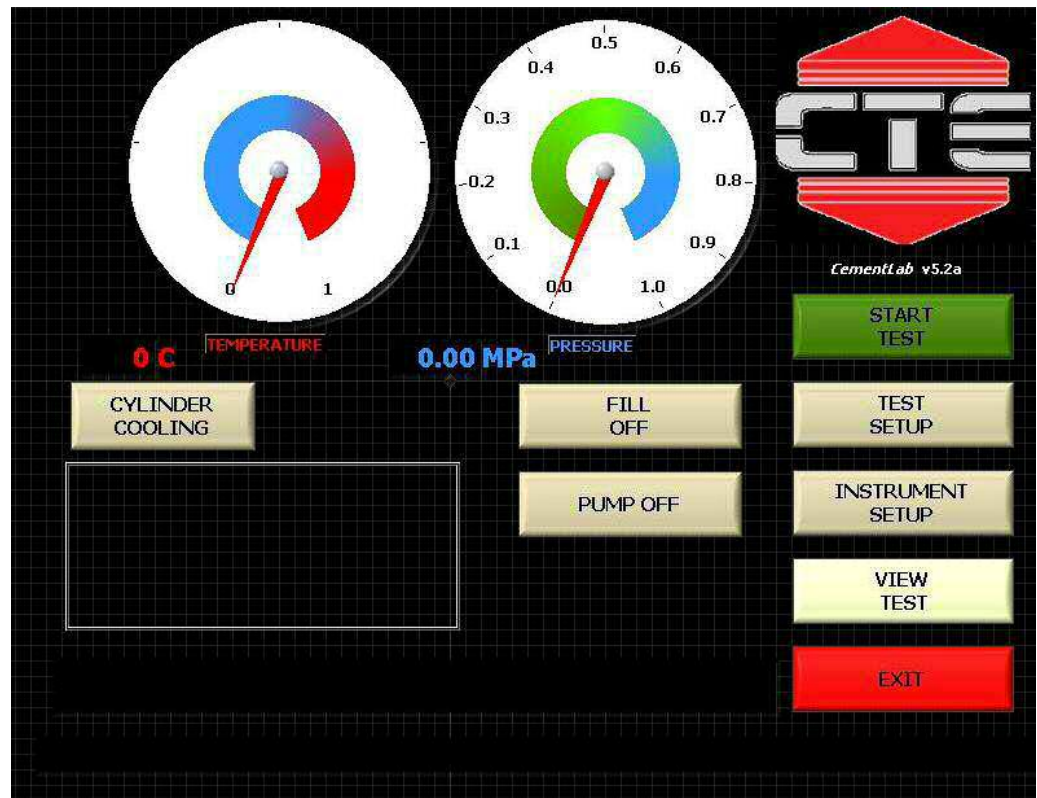 0
1
0.0
0.1
0.2
0.3
0.4
0.5
0.6
0.7
0.8
0.9
1.0
CTE
CementLab v5.2a
0 C
TEMPERATURE
0.00 MPa
PRESSURE
START
TEST
CYLINDER
COOLING
FILL
OFF
TEST
SETUP
PUMP OFF
INSTRUMENT
SETUP
VIEW
TEST
EXIT